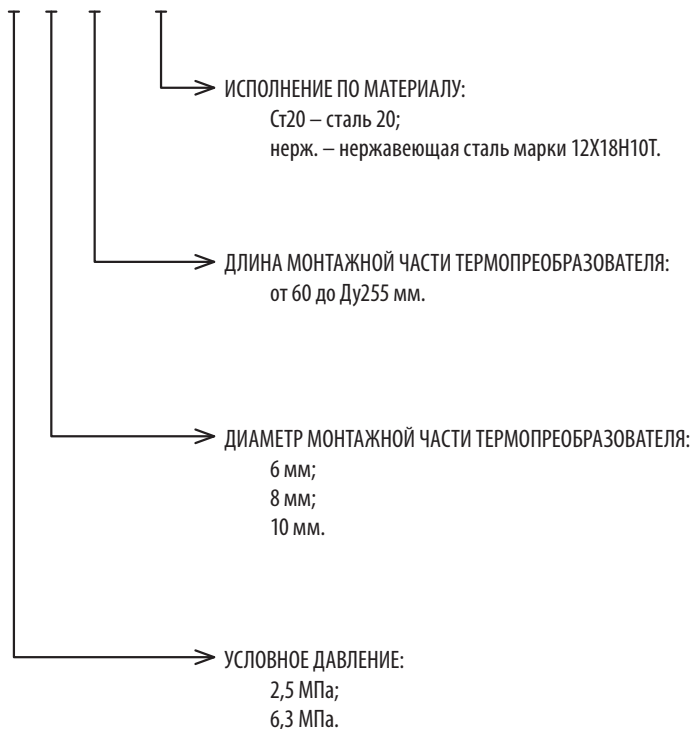 ИСПОЛНЕНИЕ ПО МАТЕРИАЛУ:
Ст20 – сталь 20;
нерж. – нержавеющая сталь марки 12Х18Н10Т.
ДЛИНА МОНТАЖНОЙ ЧАСТИ ТЕРМОПРЕОБРАЗОВАТЕЛЯ:
от 60 до Ду255 мм.
ДИАМЕТР МОНТАЖНОЙ ЧАСТИ ТЕРМОПРЕОБРАЗОВАТЕЛЯ:
6 мм;
8 мм;
10 мм.
УСЛОВНОЕ ДАВЛЕНИЕ:
2,5 МПа;
6,3 МПа.